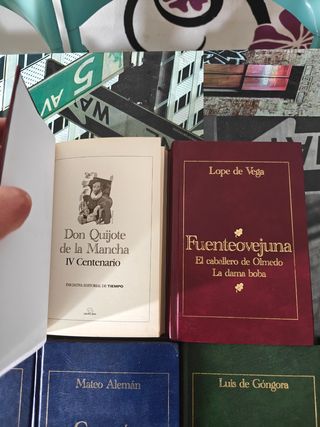 5
AV
WAL
Don Quijote
de la Mancha
IV Centenario
INICIATIVA EDITORIAL DE TIEMPO
Lope de Vega
Fuenteovejuna
El caballero de Olmedo
La dama boba
Mateo Alemán
Luis de Góngora